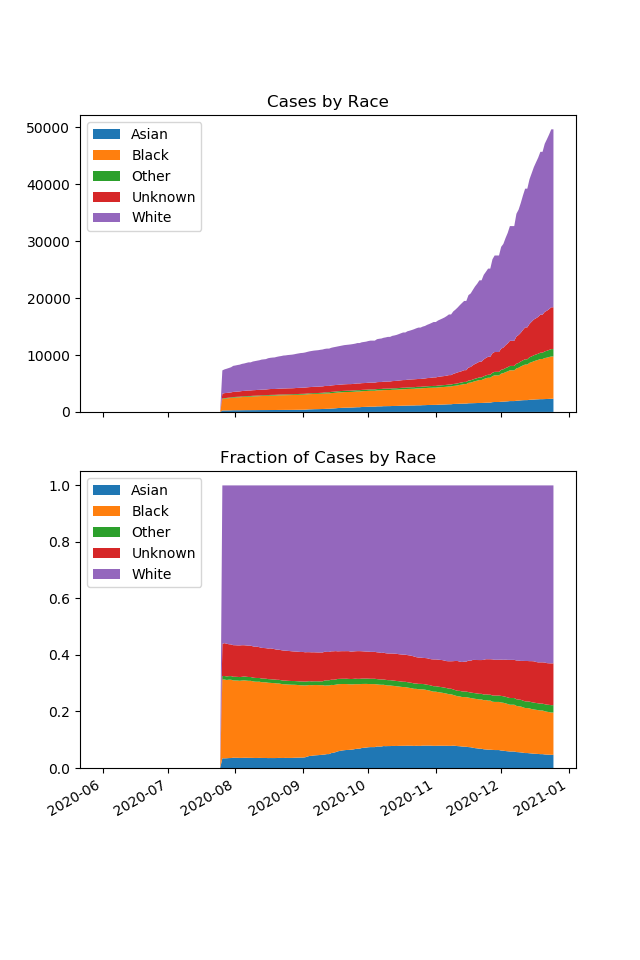 Cases by Race
50000
40000
30000
20000
10000
0
Asian
Black
Other
Unknown
White
Fraction of Cases by Race
1.0
0.8
0.6
0.4
0.2
0.0
Asian
Black
Other
Unknown
White
2020-06
2020-07
2020-08
2020-09
2020-10
2020-11
2020-12
2021-01